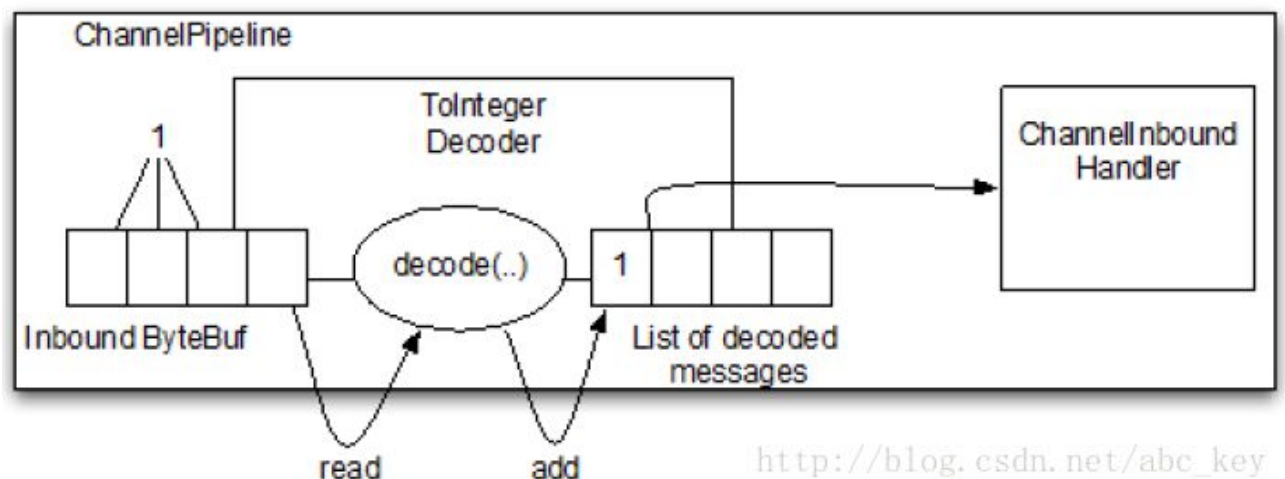 ChannelPipeline
ToInteger
Decoder
1
ChannelInbound
Handler
decode(..)
1
Inbound ByteBuf
List of decoded
messages
read
add
http://blog.csdn.net/abc_key